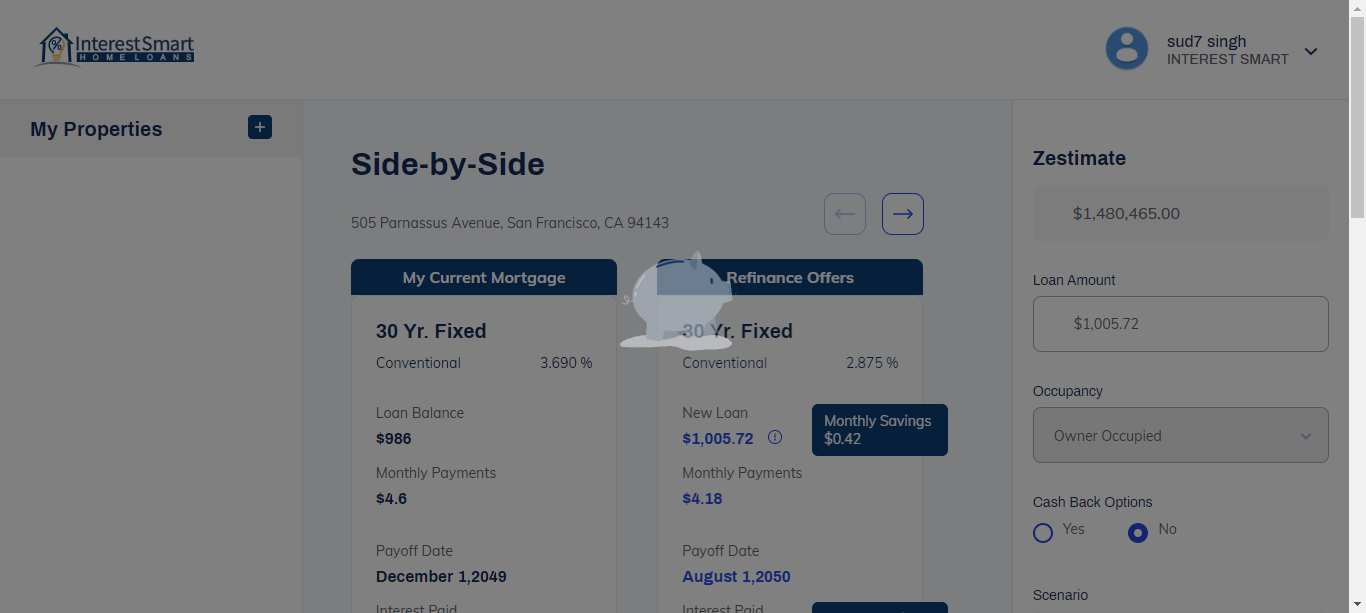 InterestSmart
HOME LOANS
sud7 singh
INTEREST SMART
My Properties
+
Side-by-Side
505 Parnassus Avenue, San Francisco, CA 94143
My Current Mortgage
30 Yr. Fixed
Conventional 3.690 %
Loan Balance
$986
Monthly Payments
$4.6
Payoff Date
December 1,2049
Interest Paid
Refinance Offers
30 Yr. Fixed
Conventional 2.875 %
New Loan
$1,005.72
Monthly Savings
$0.42
Monthly Payments
$4.18
Payoff Date
August 1,2050
Interest Paid
Zestimate
$1,480,465.00
Loan Amount
$1,005.72
Occupancy
Owner Occupied
Cash Back Options
Yes No
Scenario